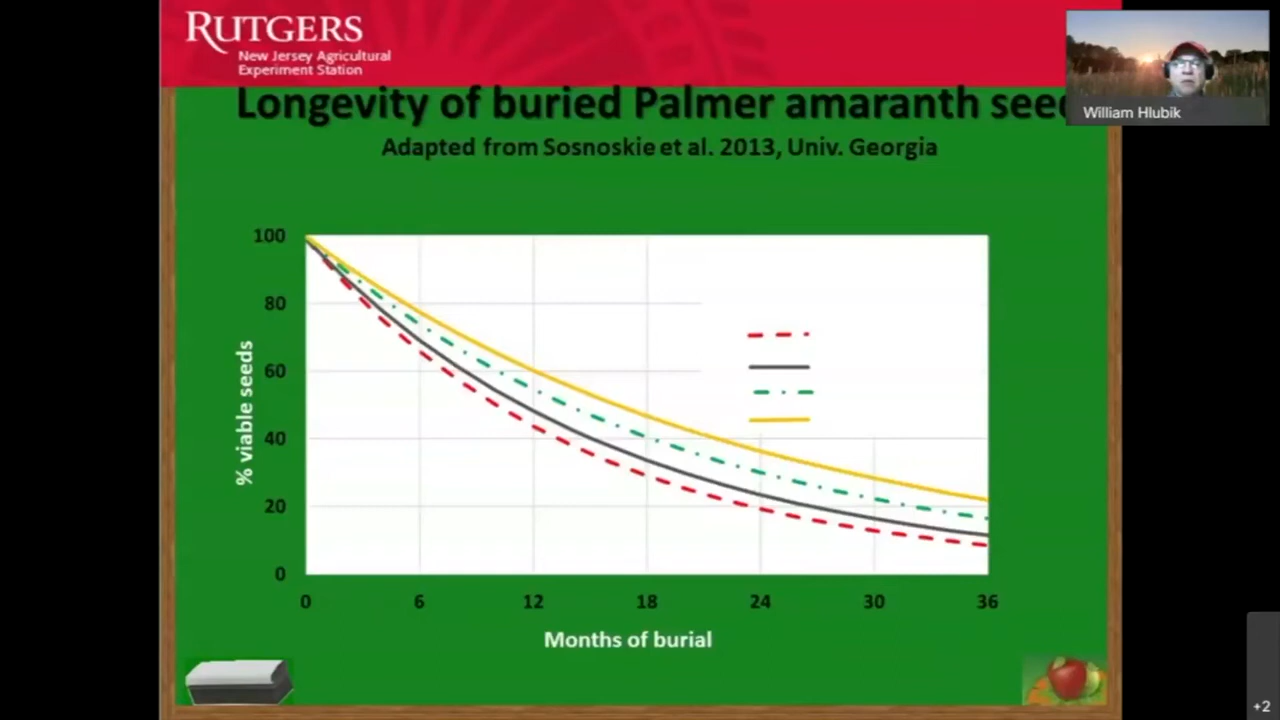 RUTGERS
New Jersey Agricultural
Experiment Station
Longevity of buried Palmer amaranth seed
William Hlubik
Adapted from Sosnoskie et al. 2013, Univ. Georgia
100
80
60
40
20
0
% viable seeds
0 6 12 18 24 30 36
Months of burial
+2